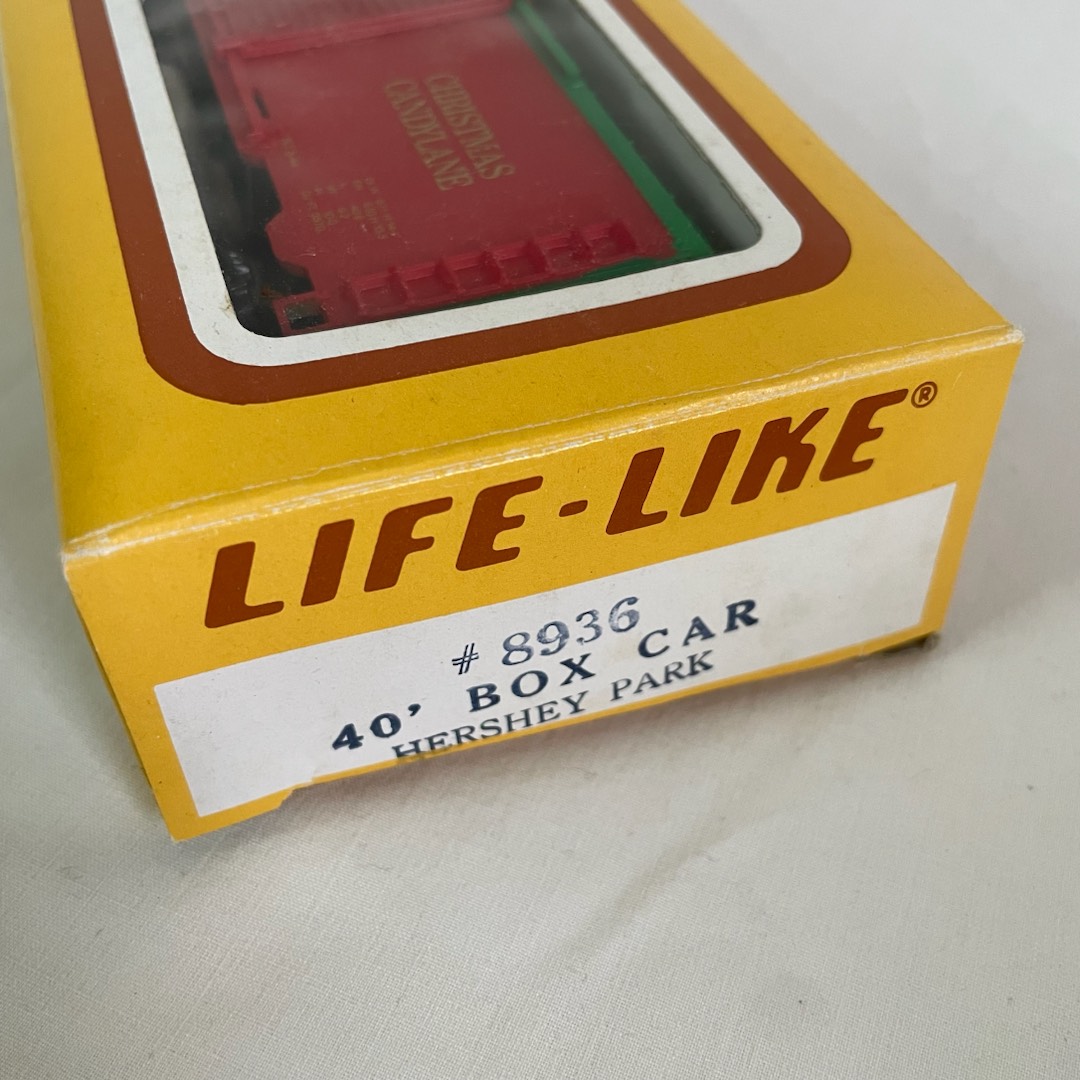 CHRISTMAS
CANDYLANE
LIFE-LIKE®
# 8936
40' BOX CAR
HERSHEY PARK